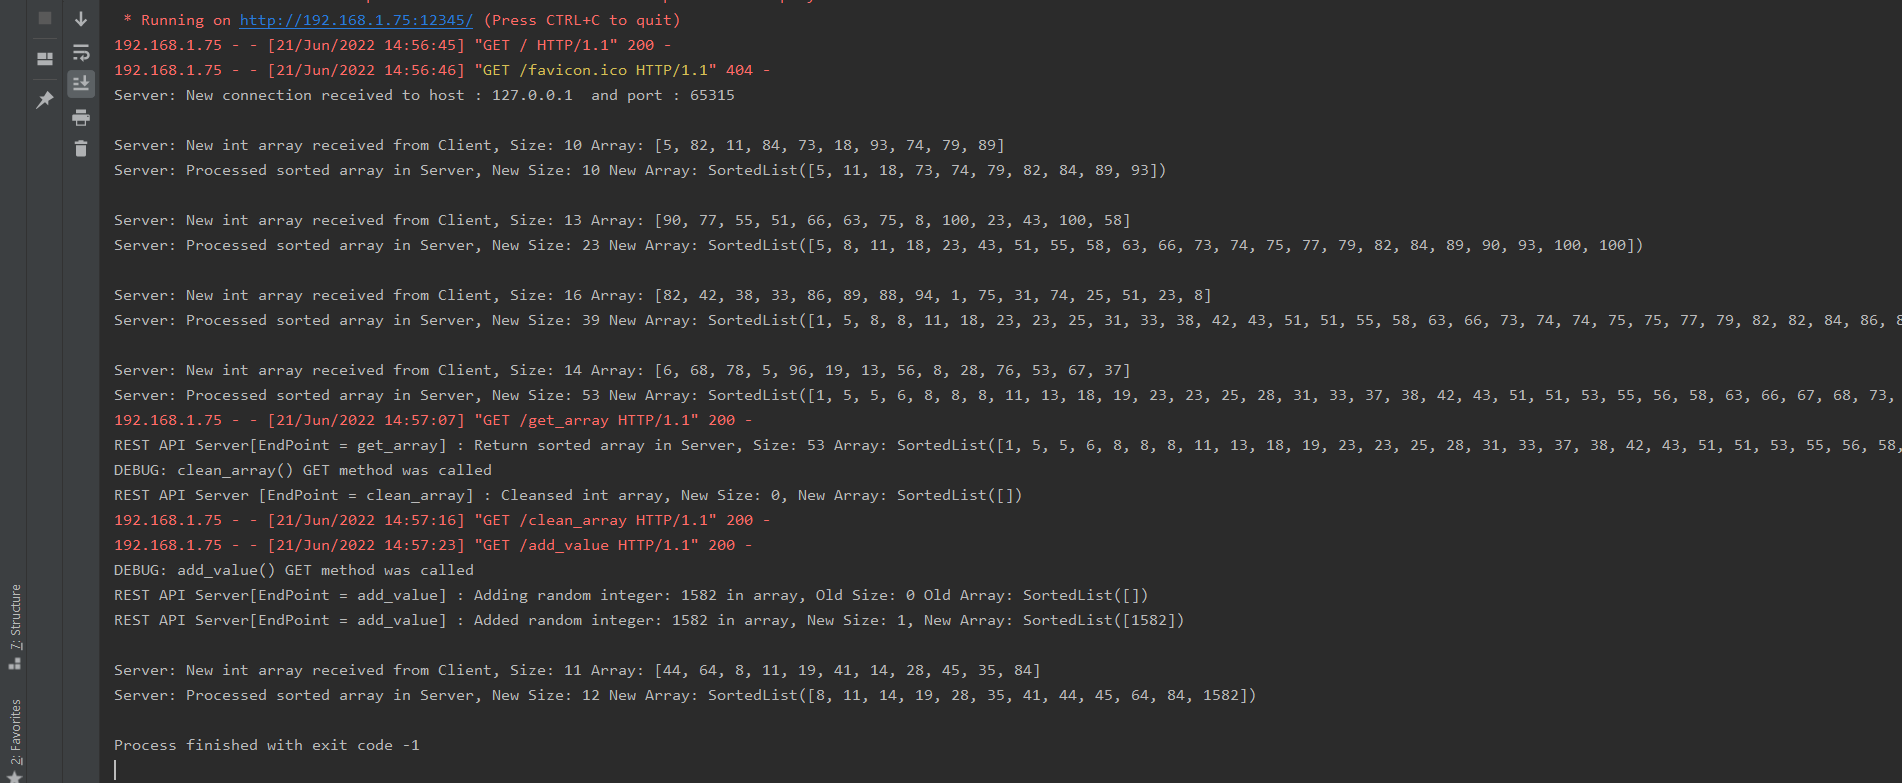 * Running on http://192.168.1.75:12345/ (Press CTRL+C to quit)
192.168.1.75 - - [21/Jun/2022 14:56:45] "GET / HTTP/1.1" 200 -
192.168.1.75 - - [21/Jun/2022 14:56:46] "GET /favicon.ico HTTP/1.1" 404 -
Server: New connection received to host : 127.0.0.1  and port : 65315
Server: New int array received from Client, Size: 10 Array: [5, 82, 11, 84, 73, 18, 93, 74, 79, 89]
Server: Processed sorted array in Server, New Size: 10 New Array: SortedList([5, 11, 18, 73, 74, 79, 82, 84, 89, 93])
Server: New int array received from Client, Size: 13 Array: [90, 77, 55, 51, 66, 63, 75, 8, 100, 23, 43, 100, 58]
Server: Processed sorted array in Server, New Size: 23 New Array: SortedList([5, 8, 11, 18, 23, 43, 51, 55, 58, 63, 66, 73, 74, 75, 77, 79, 82, 84, 89, 90, 93, 100, 100])
Server: New int array received from Client, Size: 16 Array: [82, 42, 38, 33, 86, 89, 88, 94, 1, 75, 31, 74, 25, 51, 23, 8]
Server: Processed sorted array in Server, New Size: 39 New Array: SortedList([1, 5, 8, 8, 11, 18, 23, 23, 25, 31, 33, 38, 42, 43, 51, 51, 55, 58, 63, 66, 73, 74, 74, 75, 75, 77, 79, 82, 82, 84, 86,
Server: New int array received from Client, Size: 14 Array: [6, 68, 78, 5, 96, 19, 13, 56, 8, 28, 76, 53, 67, 37]
Server: Processed sorted array in Server, New Size: 53 New Array: SortedList([1, 5, 5, 6, 8, 8, 8, 11, 13, 18, 19, 23, 23, 25, 28, 31, 33, 37, 38, 42, 43, 51, 51, 53, 55, 56, 58, 63, 66, 67, 68, 73,
192.168.1.75 - - [21/Jun/2022 14:57:07] "GET /get_array HTTP/1.1" 200 -
REST API Server[EndPoint = get_array] : Return sorted array in Server, Size: 53 Array: SortedList([1, 5, 5, 6, 8, 8, 8, 11, 13, 18, 19, 23, 23, 25, 28, 31, 33, 37, 38, 42, 43, 51, 51, 53, 55, 56, 58,
DEBUG: clean_array() GET method was called
REST API Server [EndPoint = clean_array] : Cleansed int array, New Size: 0, New Array: SortedList([])
192.168.1.75 - - [21/Jun/2022 14:57:16] "GET /clean_array HTTP/1.1" 200 -
192.168.1.75 - - [21/Jun/2022 14:57:23] "GET /add_value HTTP/1.1" 200 -
DEBUG: add_value() GET method was called
REST API Server[EndPoint = add_value] : Adding random integer: 1582 in array, Old Size: 0 Old Array: SortedList([])
REST API Server[EndPoint = add_value] : Added random integer: 1582 in array, New Size: 1, New Array: SortedList([1582])
Server: New int array received from Client, Size: 11 Array: [44, 64, 8, 11, 19, 41, 14, 28, 45, 35, 84]
Server: Processed sorted array in Server, New Size: 12 New Array: SortedList([8, 11, 14, 19, 28, 35, 41, 44, 45, 64, 84, 1582])
Process finished with exit code -1
7: Structure
2: Favorites